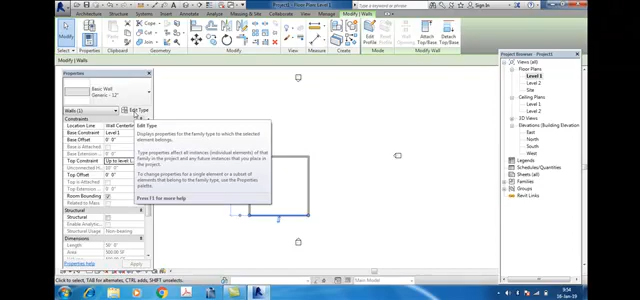 Project1 - Floor Plan: Level 1
Sign In
Architecture Structure Systems Insert Annotate Analyze Massing & Site Collaborate View Manage Add-Ins Modify | Walls
Modify
Edit Profile
Attach Top/Base
Detach Top/Base
Select Properties Clipboard Geometry Modify View Measure Create Mode Modify Wall
Modify | Walls
Properties
Basic Wall
Generic - 12"
Walls (1)
Edit Type
Constraints
Location Line Wall Centerlin
Base Constraint Level 1
Base Offset 0' 0"
Base is Attached
Base Extension
Top Constraint Up to level: L
Unconnected H
Top Offset 0' 0"
Top is Attached
Top Extension
Room Bounding
Related to Mass
Structural
Structural
Enable Analytic
Structural Usage Non-bearing
Dimensions
Length
Area
Volume
Properties help
Apply
Edit Type
Displays properties for the family type to which the selected element belongs.
Type properties affect all instances (individual elements) of that family in the project and any future instances that you place in the project.
To change properties for a single element or a subset of elements that belong to the family type, use the Properties palette.
Press F1 for more help
Project Browser - Project1
Views (all)
Floor Plans
Level 1
Level 2
Site
Ceiling Plans
Level 1
Level 2
3D Views
Elevations (Building Elevation)
East
North
South
West
Legends
Schedules/Quantities
Sheets (all)
Families
Groups
Revit Links
Click to select, TAB for alternates, CTRL adds, SHIFT unselects.
Main Model
9:54
16-Jan-19